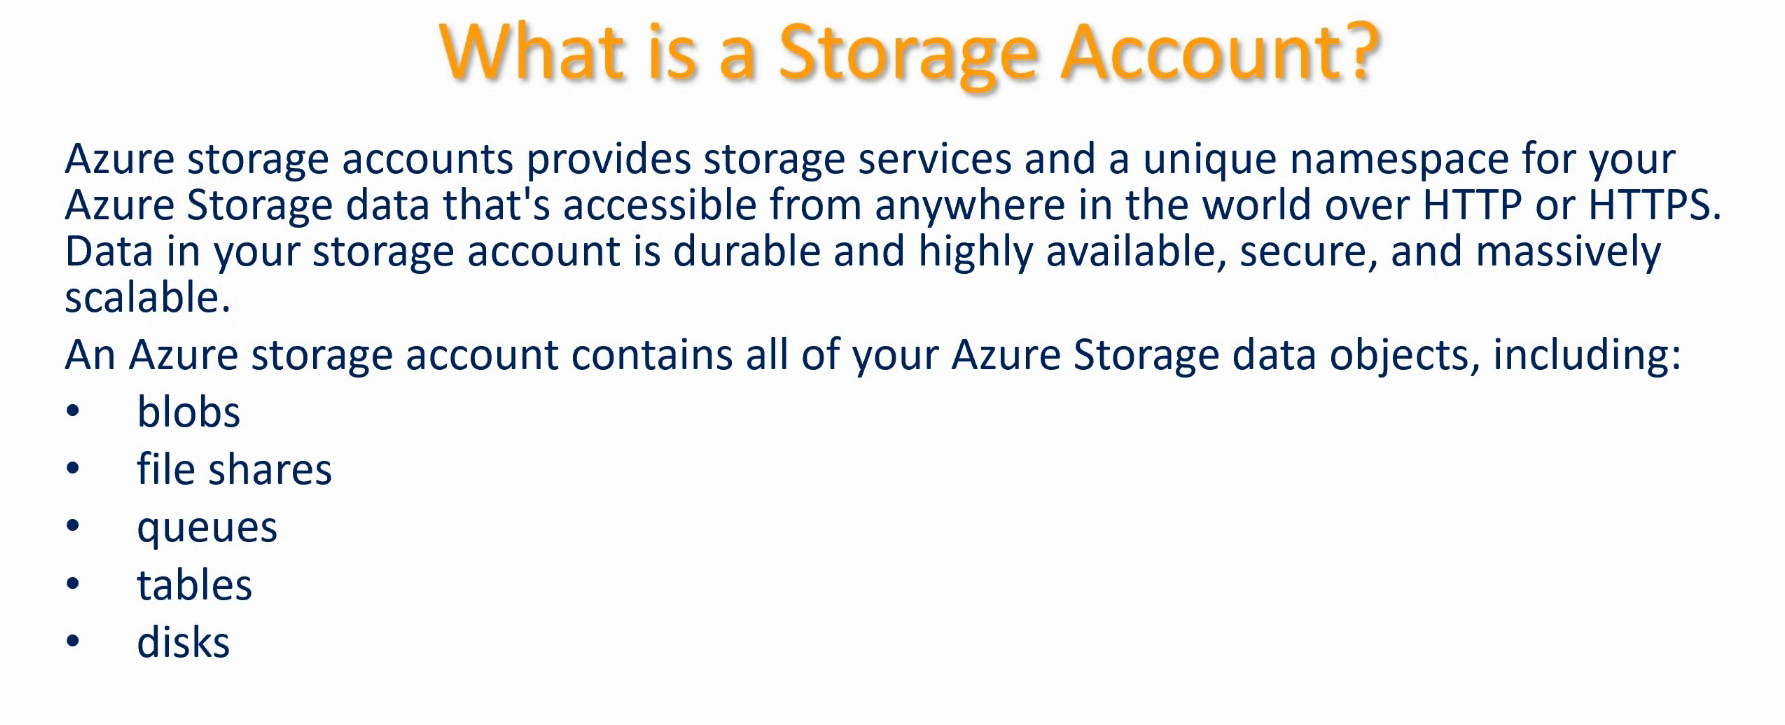 What is a Storage Account?
Azure storage accounts provides storage services and a unique namespace for your
Azure Storage data that's accessible from anywhere in the world over HTTP or HTTPS.
Data in your storage account is durable and highly available, secure, and massively
scalable.
An Azure storage account contains all of your Azure Storage data objects, including:
• blobs
• file shares
• queues
• tables
• disks